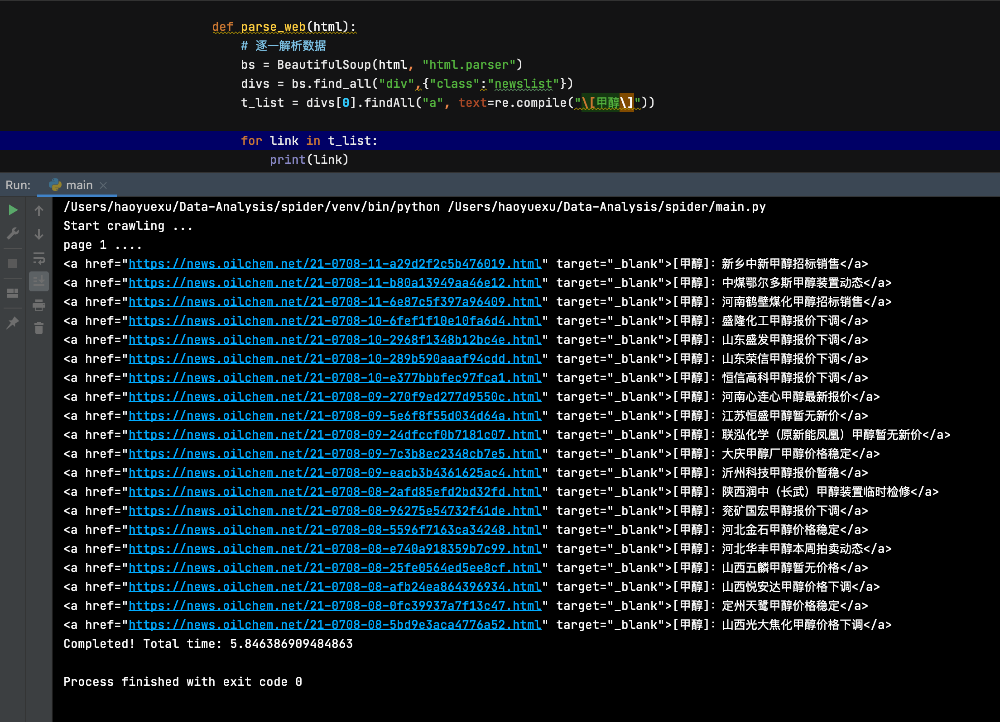 def parse_web(html):
# 逐一解析数据
bs = BeautifulSoup(html, "html.parser")
divs = bs.find_all("div",{"class":"newslist"})
t_list = divs[0].findAll("a", text=re.compile("\[甲醇\]"))
for link in t_list:
print(link)
Run: main
/Users/haoyuexu/Data-Analysis/spider/venv/bin/python /Users/haoyuexu/Data-Analysis/spider/main.py
Start crawling ...
page 1 ....
<a href="https://news.oilchem.net/21-0708-11-a29d2f2c5b476019.html" target="_blank">[甲醇]：新乡中新甲醇招标销售</a>
<a href="https://news.oilchem.net/21-0708-11-b80a13949aa46e12.html" target="_blank">[甲醇]：中煤鄂尔多斯甲醇装置动态</a>
<a href="https://news.oilchem.net/21-0708-11-6e87c5f397a96409.html" target="_blank">[甲醇]：河南鹤壁煤化甲醇招标销售</a>
<a href="https://news.oilchem.net/21-0708-10-6fef1f10e10fa6d4.html" target="_blank">[甲醇]：盛隆化工甲醇报价下调</a>
<a href="https://news.oilchem.net/21-0708-10-2968f1348b12bc4e.html" target="_blank">[甲醇]：山东盛发甲醇报价下调</a>
<a href="https://news.oilchem.net/21-0708-10-289b590aaaf94cdd.html" target="_blank">[甲醇]：山东荣信甲醇报价下调</a>
<a href="https://news.oilchem.net/21-0708-10-e377bbbfec97fca1.html" target="_blank">[甲醇]：恒信高科甲醇报价下调</a>
<a href="https://news.oilchem.net/21-0708-09-270f9ed277d9550c.html" target="_blank">[甲醇]：河南心连心甲醇最新报价</a>
<a href="https://news.oilchem.net/21-0708-09-5e6f8f55d034d64a.html" target="_blank">[甲醇]：江苏恒盛甲醇暂无新价</a>
<a href="https://news.oilchem.net/21-0708-09-24dfccf0b7181c07.html" target="_blank">[甲醇]：联泓化学（原新能凤凰）甲醇暂无新价</a>
<a href="https://news.oilchem.net/21-0708-09-7c3b8ec2348cb7e5.html" target="_blank">[甲醇]：大庆甲醇厂甲醇价格稳定</a>
<a href="https://news.oilchem.net/21-0708-09-eacb3b4361625ac4.html" target="_blank">[甲醇]：沂州科技甲醇报价暂稳</a>
<a href="https://news.oilchem.net/21-0708-08-2afd85efd2bd32fd.html" target="_blank">[甲醇]：陕西润中（长武）甲醇装置临时检修</a>
<a href="https://news.oilchem.net/21-0708-08-96275e54732f41de.html" target="_blank">[甲醇]：兖矿国宏甲醇报价下调</a>
<a href="https://news.oilchem.net/21-0708-08-5596f7163ca34248.html" target="_blank">[甲醇]：河北金石甲醇价格稳定</a>
<a href="https://news.oilchem.net/21-0708-08-e740a918359b7c99.html" target="_blank">[甲醇]：河北华丰甲醇本周拍卖动态</a>
<a href="https://news.oilchem.net/21-0708-08-25fe0564ed5ee8cf.html" target="_blank">[甲醇]：山西五麟甲醇暂无价格</a>
<a href="https://news.oilchem.net/21-0708-08-afb24ea864396934.html" target="_blank">[甲醇]：山西悦安达甲醇价格下调</a>
<a href="https://news.oilchem.net/21-0708-08-0fc39937a7f13c47.html" target="_blank">[甲醇]：定州天鹭甲醇价格稳定</a>
<a href="https://news.oilchem.net/21-0708-08-5bd9e3aca4776a52.html" target="_blank">[甲醇]：山西光大焦化甲醇价格下调</a>
Completed! Total time: 5.846386909484863
Process finished with exit code 0